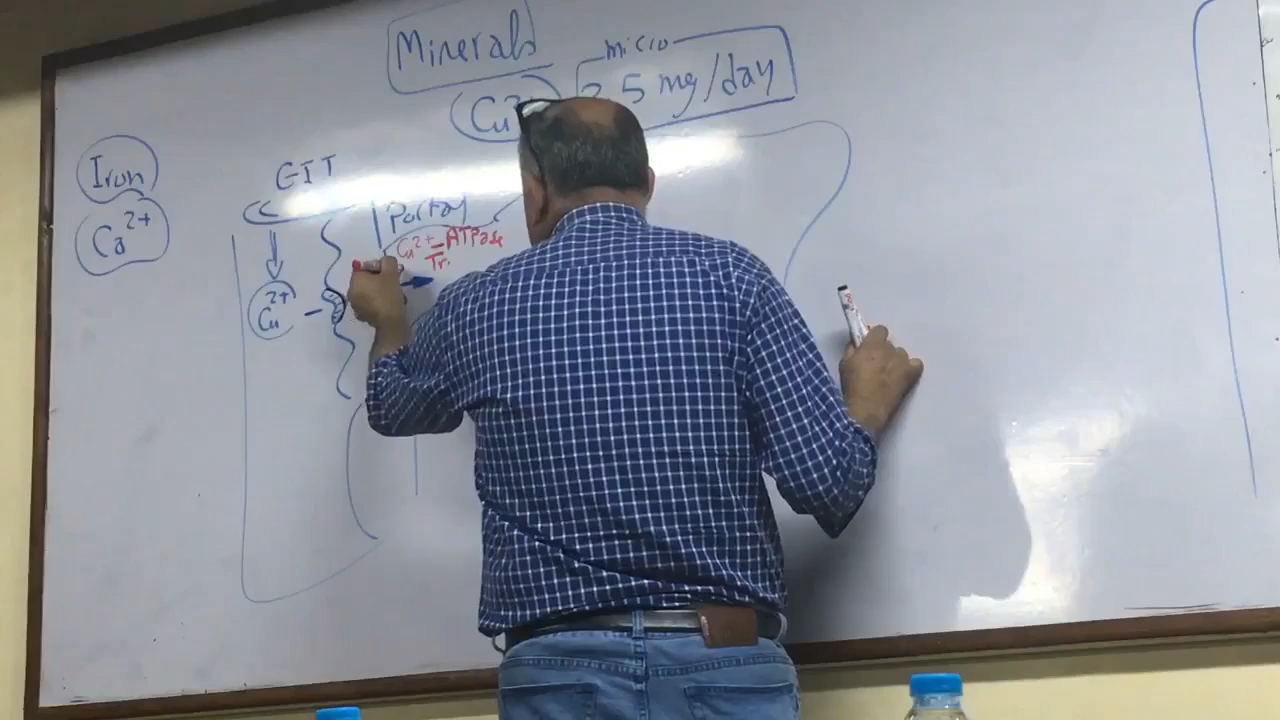 Minerals
micro
Cu 5 mg/day
Iron
Ca2+
GIT
Portal
Cu2+-ATPase
Tr.
Cu2+